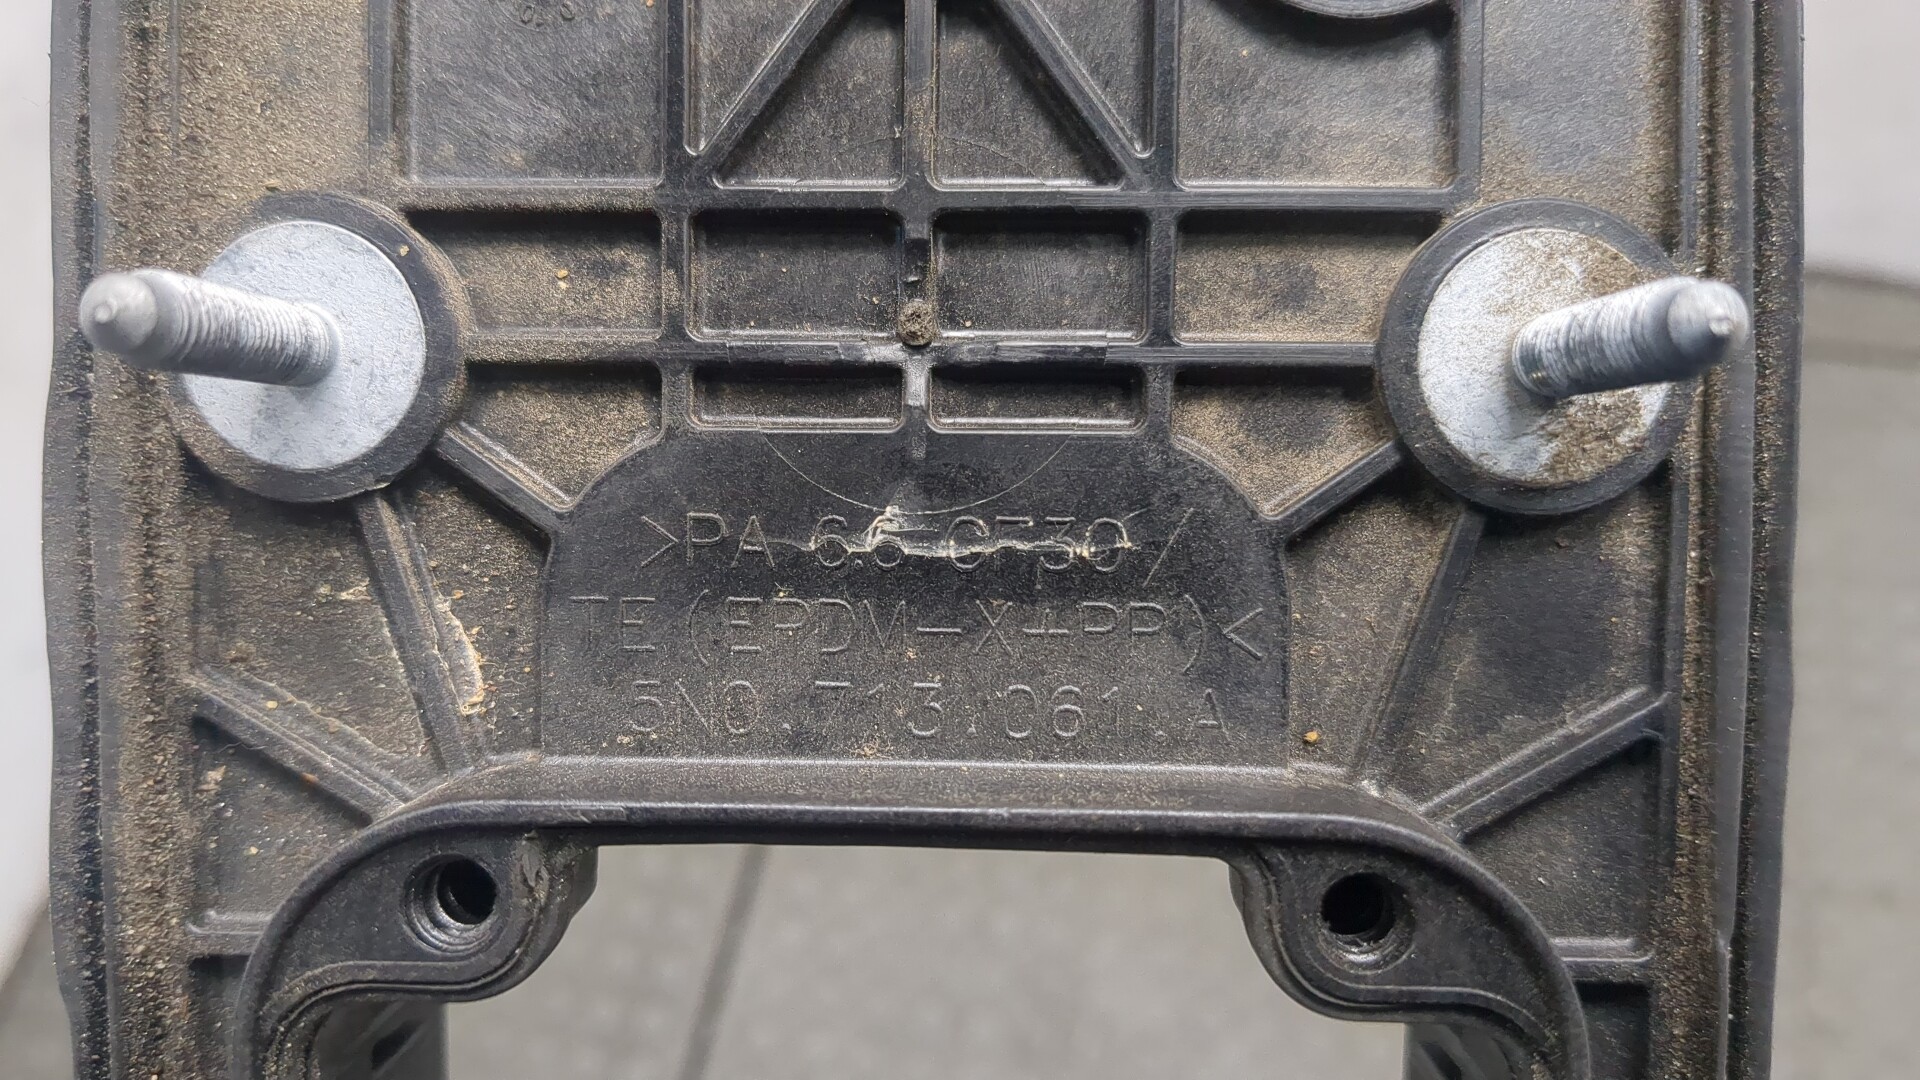 >PA 6.6-GF30/
TE(EPDM-X+PP)<
5N0.713.061.A